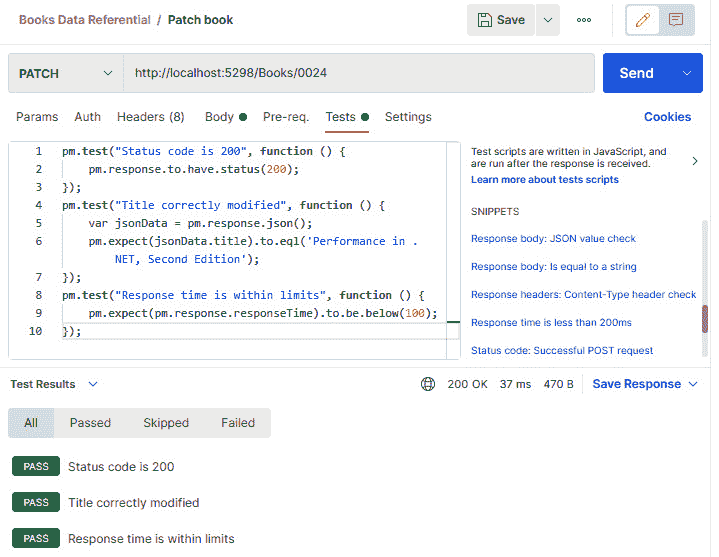 Books Data Referential / Patch book
Save
PATCH
http://localhost:5298/Books/0024
Send
Params Auth Headers (8) Body Pre-req. Tests Settings Cookies
1 pm.test("Status code is 200", function () {
2 pm.response.to.have.status(200);
3 });
4 pm.test("Title correctly modified", function () {
5 var jsonData = pm.response.json();
6 pm.expect(jsonData.title).to.eql('Performance in .
NET, Second Edition');
7 });
8 pm.test("Response time is within limits", function () {
9 pm.expect(pm.response.responseTime).to.be.below(100);
10 });
Test scripts are written in JavaScript, and
are run after the response is received.
Learn more about tests scripts
SNIPPETS
Response body: JSON value check
Response body: Is equal to a string
Response headers: Content-Type header check
Response time is less than 200ms
Status code: Successful POST request
Test Results
200 OK 37 ms 470 B Save Response
All Passed Skipped Failed
PASS Status code is 200
PASS Title correctly modified
PASS Response time is within limits